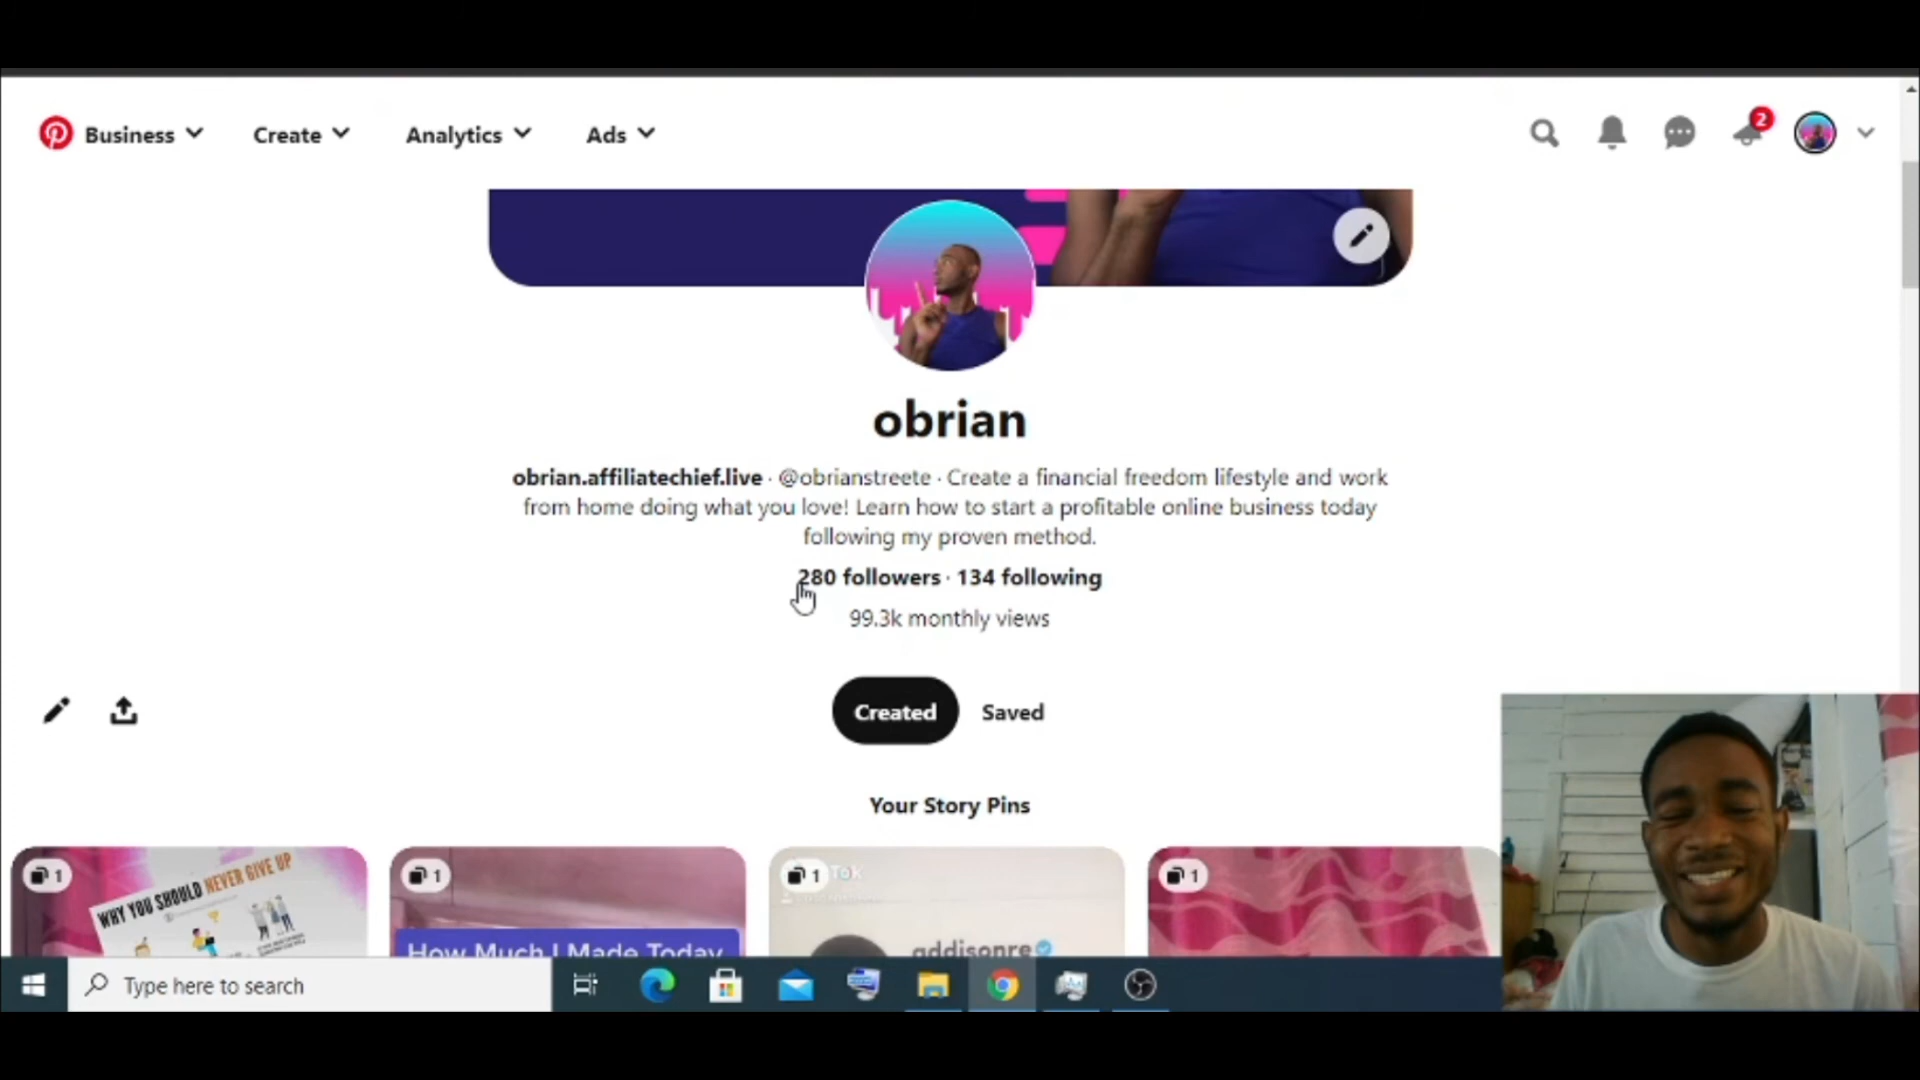 Business
Create
Analytics
Ads
2
obrian
obrian.affiliatechief.live · @obrianstreete · Create a financial freedom lifestyle and work
from home doing what you love! Learn how to start a profitable online business today
following my proven method.
280 followers · 134 following
99.3k monthly views
Created
Saved
Your Story Pins
1
WHY YOU SHOULD NEVER GIVE UP
1
How Much I Made Today
1
Tok
addisonre
1
Type here to search